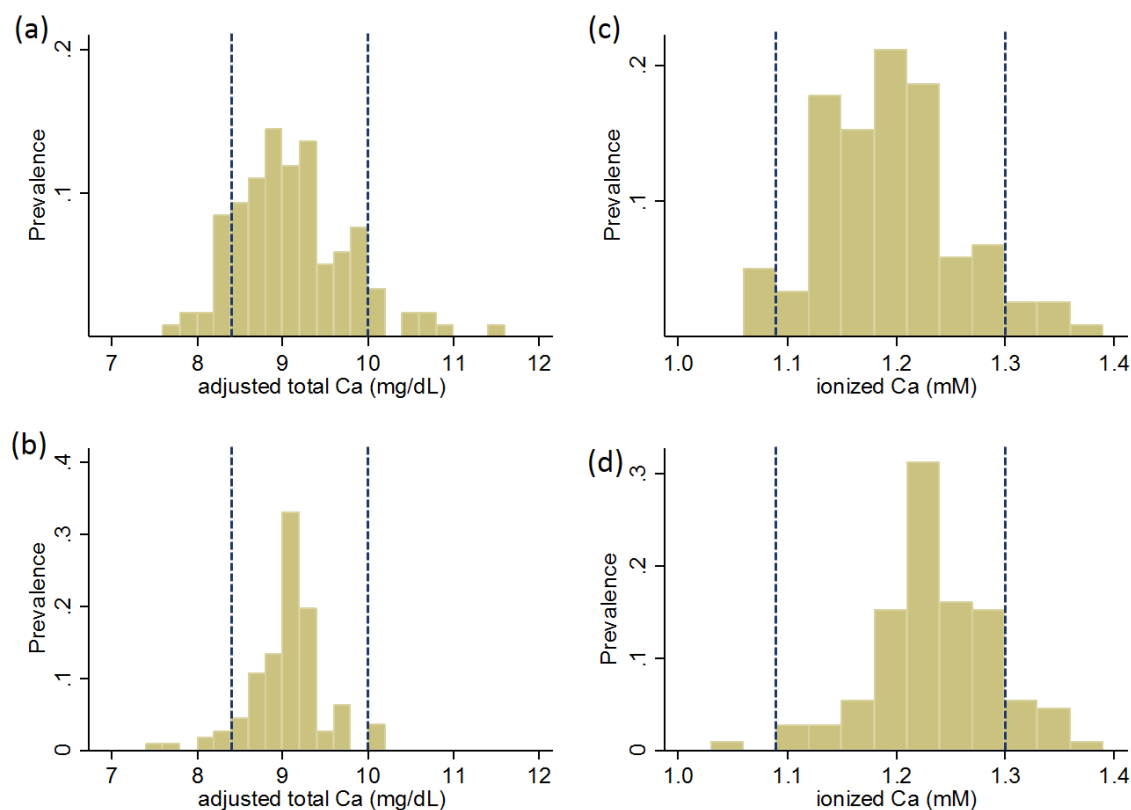 (a)
.2
.1
Prevalence
7 8 9 10 11 12
adjusted total Ca (mg/dL)
(c)
.2
.1
Prevalence
1.0 1.1 1.2 1.3 1.4
ionized Ca (mM)
(b)
.4
.3
.2
.1
0
Prevalence
7 8 9 10 11 12
adjusted total Ca (mg/dL)
(d)
.3
.2
.1
0
Prevalence
1.0 1.1 1.2 1.3 1.4
ionized Ca (mM)